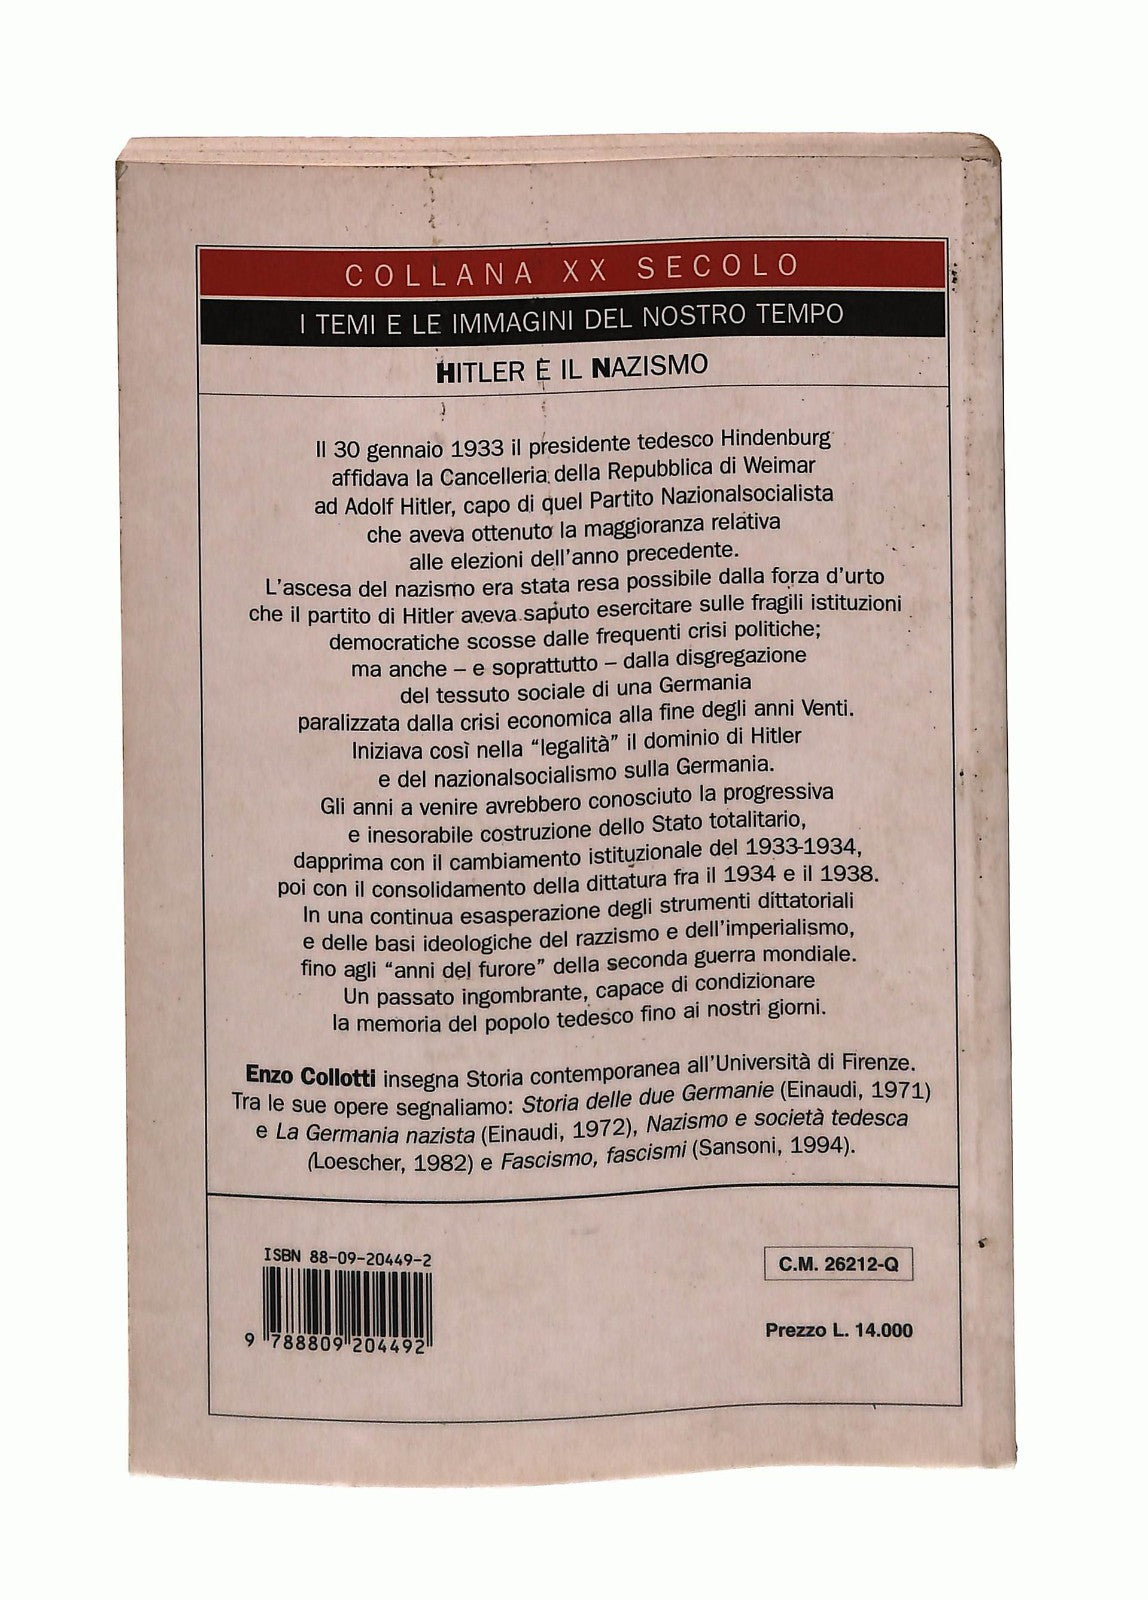 COLLANA XX SECOLO
I TEMI E LE IMMAGINI DEL NOSTRO TEMPO
HITLER E IL NAZISMO
Il 30 gennaio 1933 il presidente tedesco Hindenburg
affidava la Cancelleria della Repubblica di Weimar
ad Adolf Hitler, capo di quel Partito Nazionalsocialista
che aveva ottenuto la maggioranza relativa
alle elezioni dell'anno precedente.
L'ascesa del nazismo era stata resa possibile dalla forza d'urto
che il partito di Hitler aveva saputo esercitare sulle fragili istituzioni
democratiche scosse dalle frequenti crisi politiche;
ma anche – e soprattutto – dalla disgregazione
del tessuto sociale di una Germania
paralizzata dalla crisi economica alla fine degli anni Venti.
Iniziava così nella “legalità” il dominio di Hitler
e del nazionalsocialismo sulla Germania.
Gli anni a venire avrebbero conosciuto la progressiva
e inesorabile costruzione dello Stato totalitario,
dapprima con il cambiamento istituzionale del 1933-1934,
poi con il consolidamento della dittatura fra il 1934 e il 1938.
In una continua esasperazione degli strumenti dittatoriali
e delle basi ideologiche del razzismo e dell'imperialismo,
fino agli “anni del furore” della seconda guerra mondiale.
Un passato ingombrante, capace di condizionare
la memoria del popolo tedesco fino ai nostri giorni.
Enzo Collotti insegna Storia contemporanea all'Università di Firenze.
Tra le sue opere segnaliamo: Storia delle due Germanie (Einaudi, 1971)
e La Germania nazista (Einaudi, 1972), Nazismo e società tedesca
(Loescher, 1982) e Fascismo, fascismi (Sansoni, 1994).
ISBN 88-09-20449-2
9 788809 204492
C.M. 26212-Q
Prezzo L. 14.000